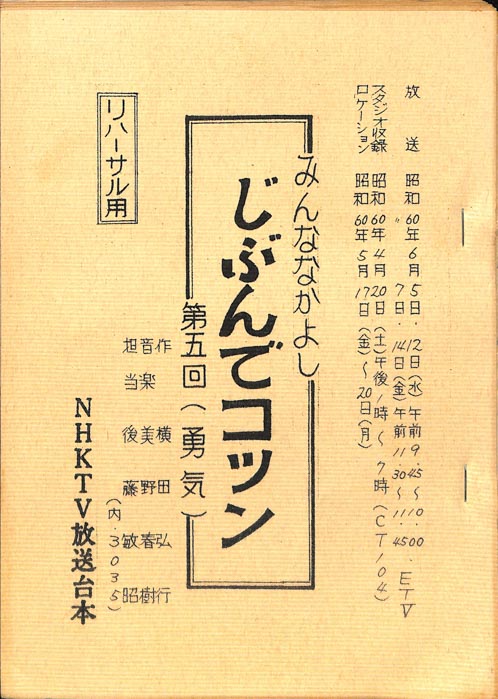 放送　昭和60年6月5日・12日（水）午前9:45～10:00・ETV
〃　7日・14日（金）午前11:30～11:45
スタジオ収録　昭和60年4月20日（土）午後1時～7時（CT104）
ロケーション　昭和60年5月17日（金）～20日（月）
みんななかよし
じぶんでコツン
第五回（勇気）
作　横田弘行
音楽　美野春樹
担当　後藤敏昭
（内・3035）
リハーサル用
NHKTV放送台本